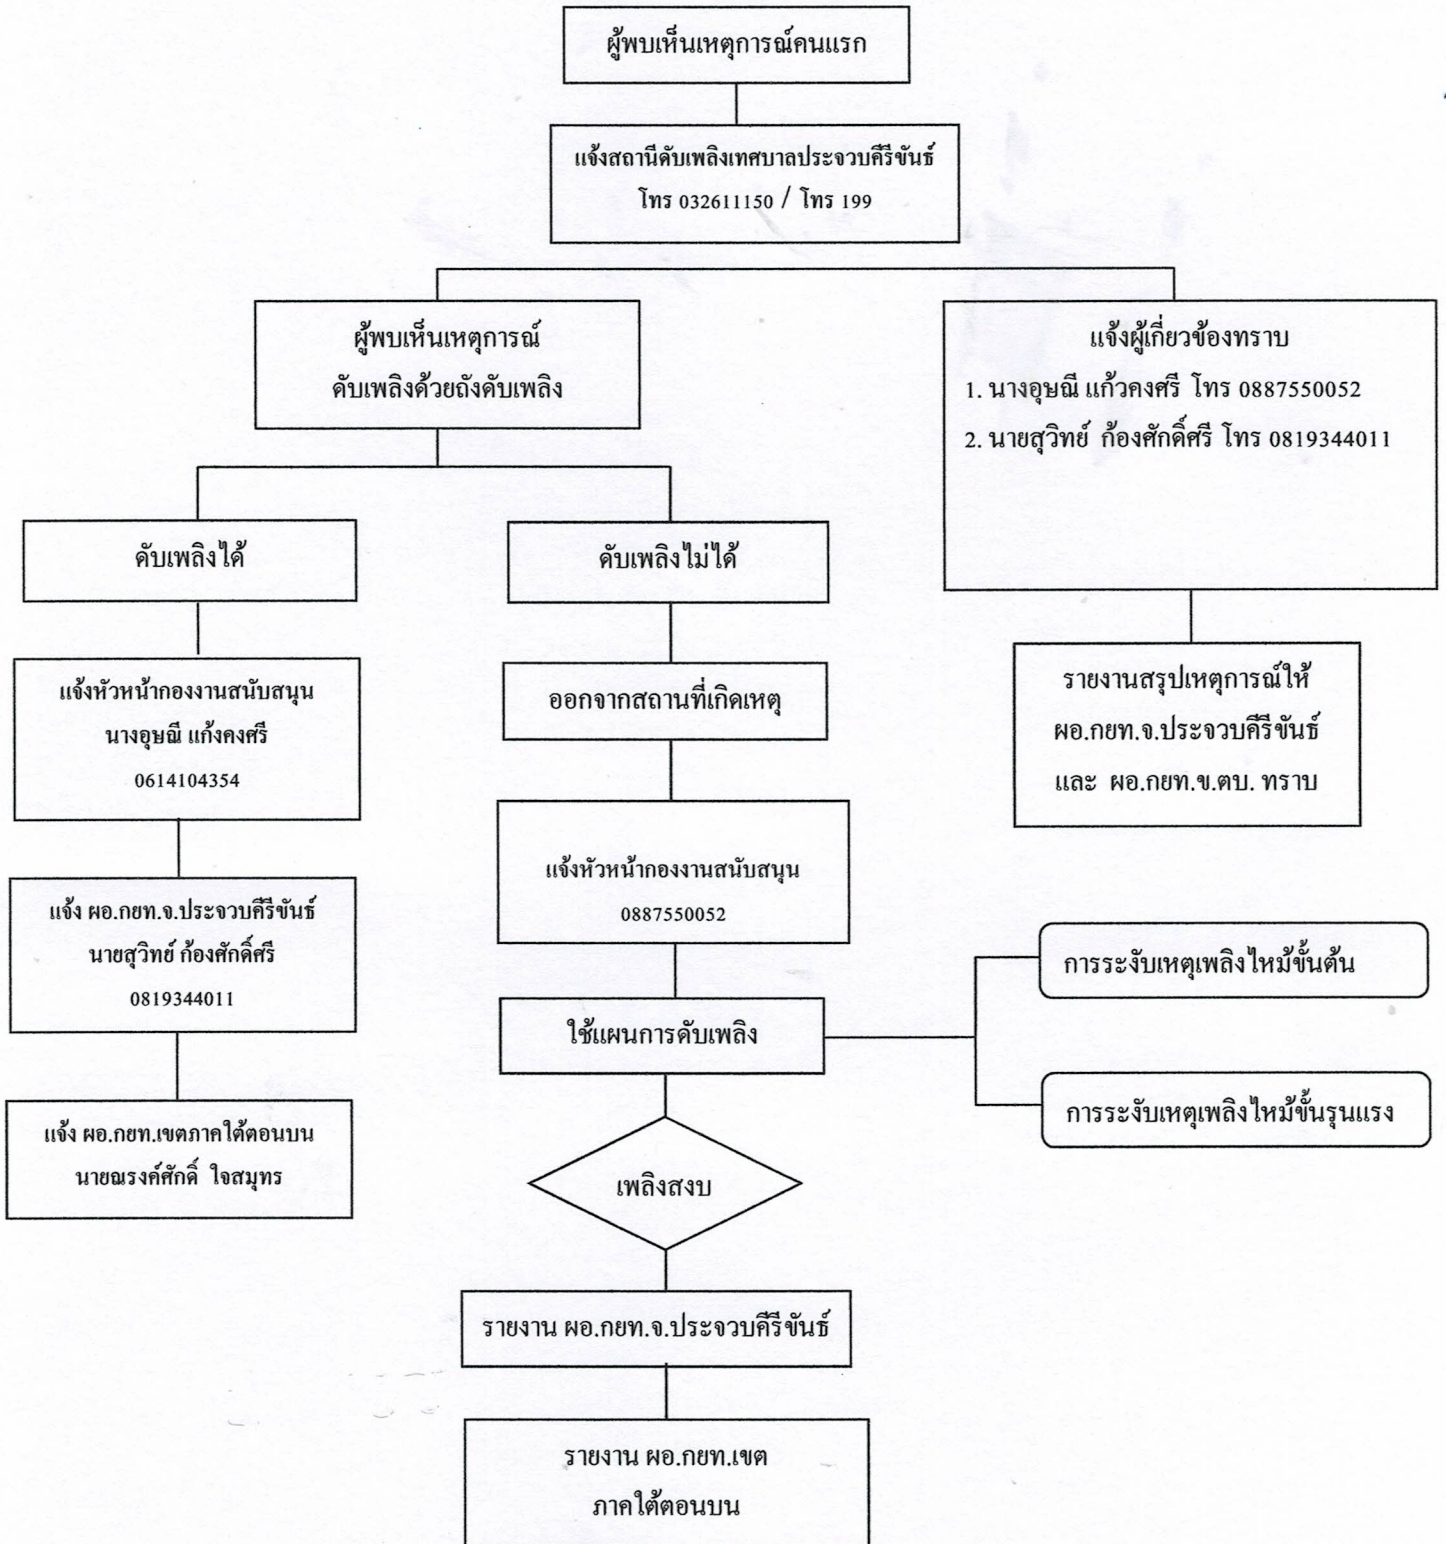 ผู้พบเห็นเหตุการณ์คนแรก
แจ้งสถานีดับเพลิงเทศบาลประจวบคีรีขันธ์
โทร 032611150 / โทร 199
ผู้พบเห็นเหตุการณ์
ดับเพลิงด้วยถังดับเพลิง
แจ้งผู้เกี่ยวข้องทราบ
1. นางอุษณี แก้วคงศรี โทร 0887550052
2. นายสุวิทย์ ก้องศักดิ์ศรี โทร 0819344011
ดับเพลิงได้
ดับเพลิงไม่ได้
แจ้งหัวหน้ากองงานสนับสนุน
นางอุษณี แก้งคงศรี
0614104354
ออกจากสถานที่เกิดเหตุ
รายงานสรุปเหตุการณ์ให้
ผอ.กยท.จ.ประจวบคีรีขันธ์
และ ผอ.กยท.ข.ตบ. ทราบ
แจ้งหัวหน้ากองงานสนับสนุน
0887550052
แจ้ง ผอ.กยท.จ.ประจวบคีรีขันธ์
นายสุวิทย์ ก้องศักดิ์ศรี
0819344011
ใช้แผนการดับเพลิง
การระงับเหตุเพลิงไหม้ขั้นต้น
การระงับเหตุเพลิงไหม้ขั้นรุนแรง
แจ้ง ผอ.กยท.เขตภาคใต้ตอนบน
นายณรงค์ศักดิ์ ใจสมุทร
เพลิงสงบ
รายงาน ผอ.กยท.จ.ประจวบคีรีขันธ์
รายงาน ผอ.กยท.เขต
ภาคใต้ตอนบน